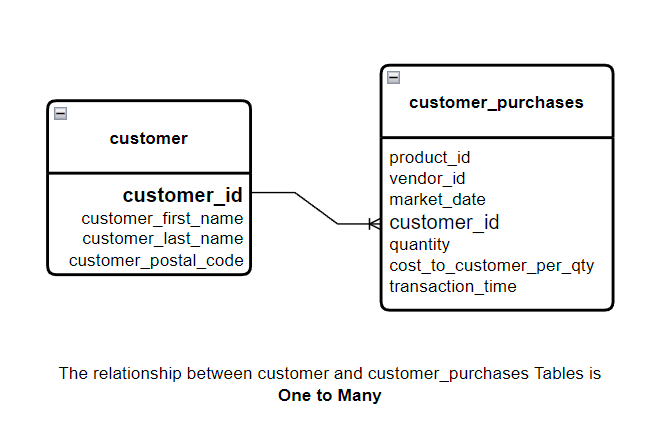 customer
customer_id
customer_first_name
customer_last_name
customer_postal_code
customer_purchases
product_id
vendor_id
market_date
customer_id
quantity
cost_to_customer_per_qty
transaction_time
The relationship between customer and customer_purchases Tables is
One to Many